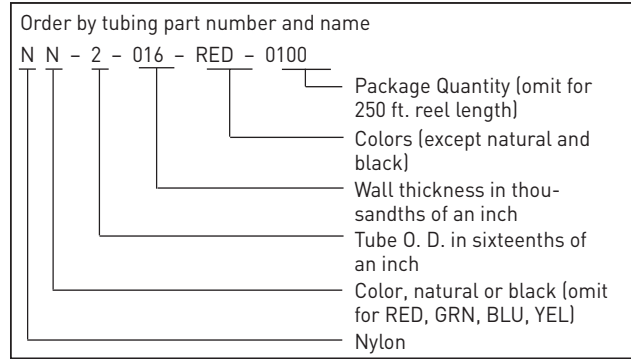 Order by tubing part number and name
N N – 2 – 016 – RED – 0100
Package Quantity (omit for
250 ft. reel length)
Colors (except natural and
black)
Wall thickness in thou-
sandths of an inch
Tube O. D. in sixteenths of
an inch
Color, natural or black (omit
for RED, GRN, BLU, YEL)
Nylon